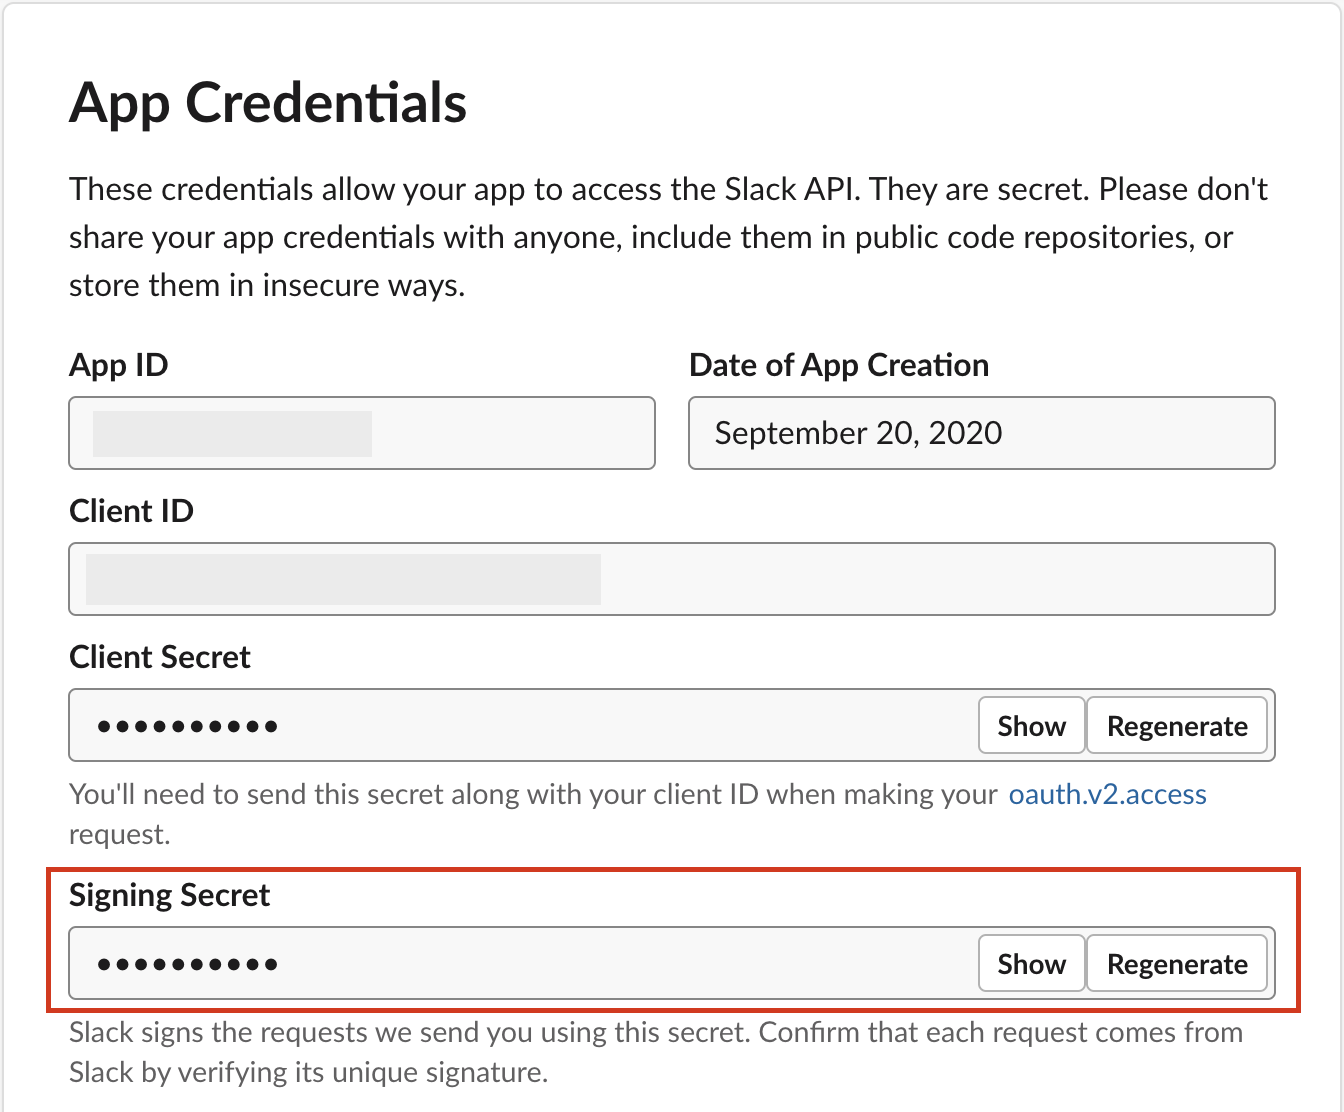 App Credentials
These credentials allow your app to access the Slack API. They are secret. Please don't
share your app credentials with anyone, include them in public code repositories, or
store them in insecure ways.
App ID
Date of App Creation
September 20, 2020
Client ID
Client Secret
••••••••••
Show
Regenerate
You'll need to send this secret along with your client ID when making your oauth.v2.access
request.
Signing Secret
••••••••••
Show
Regenerate
Slack signs the requests we send you using this secret. Confirm that each request comes from
Slack by verifying its unique signature.